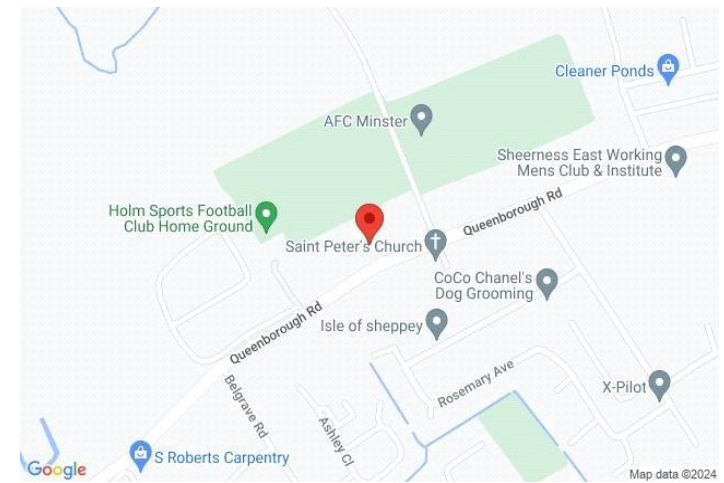 Cleaner Ponds
AFC Minster
Sheerness East Working
Mens Club & Institute
Holm Sports Football
Club Home Ground
Queenborough Rd
Saint Peter's Church
CoCo Chanel's
Dog Grooming
Isle of sheppey
Queenborough Rd
Rosemary Ave
X-Pilot
Belgrave Rd
Ashley Cl
S Roberts Carpentry
Google
Map data ©2024